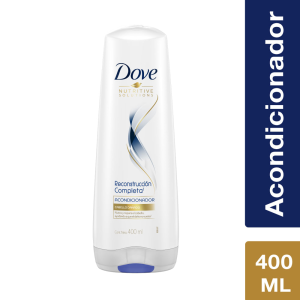 Dove
NUTRITIVE
SOLUTIONS
Reconstrucción
Completa
ACONDICIONADOR
400 ml
Acondicionador
400
ML